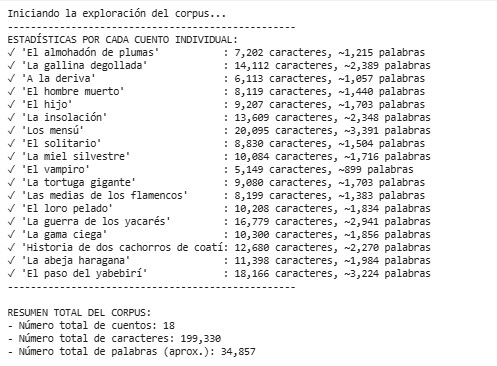 Iniciando la exploración del corpus...
------------------------------------------------
ESTADÍSTICAS POR CADA CUENTO INDIVIDUAL:
✓ 'El almohadón de plumas' : 7,202 caracteres, ~1,215 palabras
✓ 'La gallina degollada' : 14,112 caracteres, ~2,389 palabras
✓ 'A la deriva' : 6,113 caracteres, ~1,057 palabras
✓ 'El hombre muerto' : 8,119 caracteres, ~1,440 palabras
✓ 'El hijo' : 9,207 caracteres, ~1,703 palabras
✓ 'La insolación' : 13,609 caracteres, ~2,348 palabras
✓ 'Los mensú' : 20,095 caracteres, ~3,391 palabras
✓ 'El solitario' : 8,830 caracteres, ~1,504 palabras
✓ 'La miel silvestre' : 10,084 caracteres, ~1,716 palabras
✓ 'El vampiro' : 5,149 caracteres, ~899 palabras
✓ 'La tortuga gigante' : 9,080 caracteres, ~1,703 palabras
✓ 'Las medias de los flamencos' : 8,199 caracteres, ~1,383 palabras
✓ 'El loro pelado' : 10,208 caracteres, ~1,834 palabras
✓ 'La guerra de los yacarés' : 16,779 caracteres, ~2,941 palabras
✓ 'La gama ciega' : 10,300 caracteres, ~1,856 palabras
✓ 'Historia de dos cachorros de coatí: 12,680 caracteres, ~2,270 palabras
✓ 'La abeja haragana' : 11,398 caracteres, ~1,984 palabras
✓ 'El paso del yabebirí' : 18,166 caracteres, ~3,224 palabras
------------------------------------------------
RESUMEN TOTAL DEL CORPUS:
- Número total de cuentos: 18
- Número total de caracteres: 199,330
- Número total de palabras (aprox.): 34,857